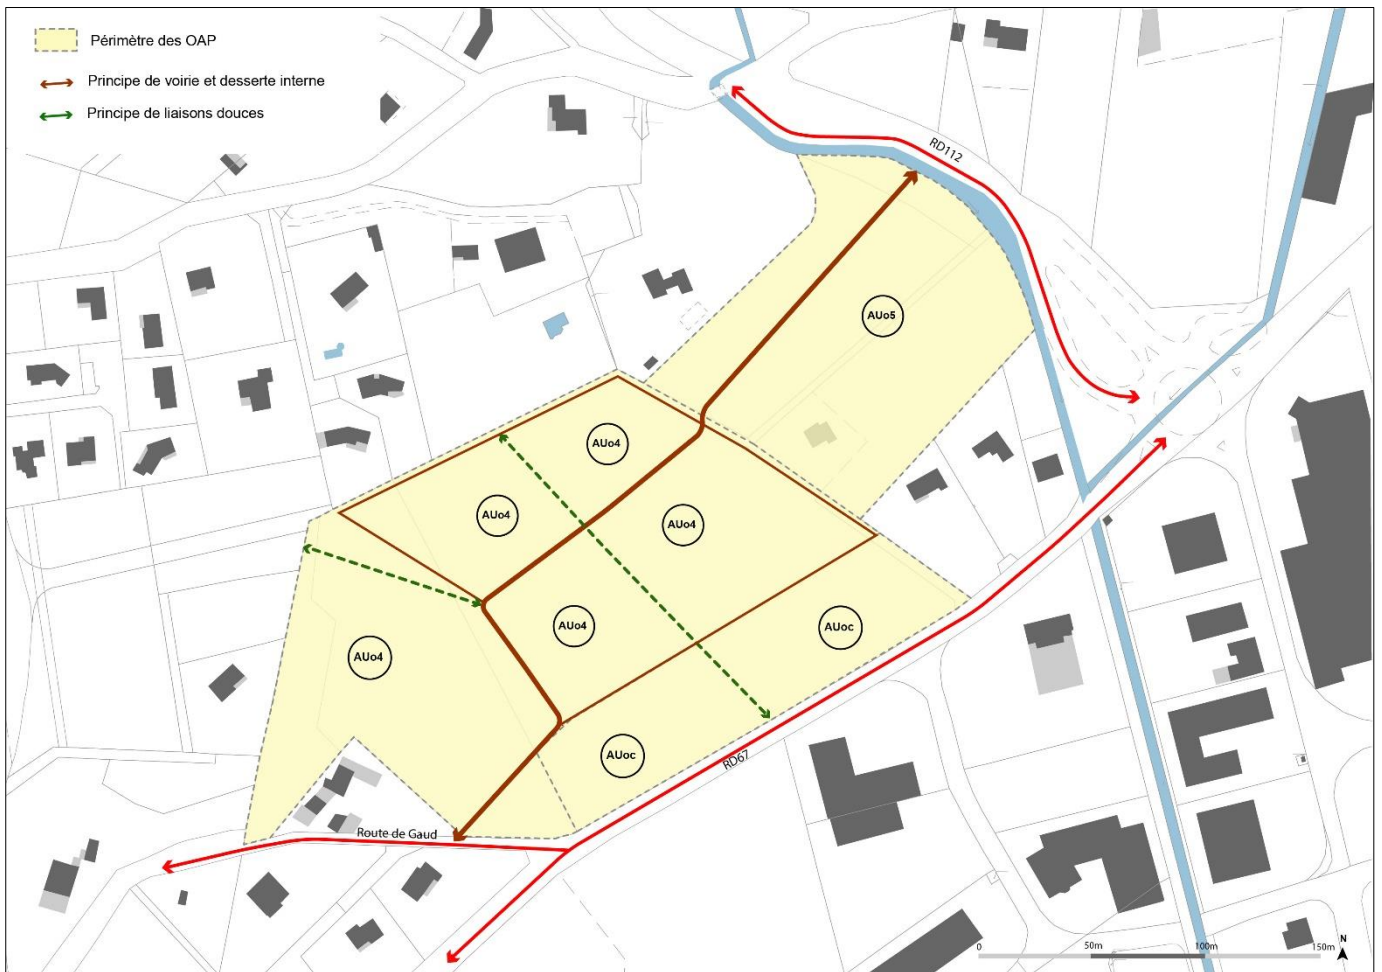 Périmètre des OAP
Principe de voirie et desserte interne
Principe de liaisons douces
RD112
AUo5
AUo4
AUo4
AUo4
AUo4
AUoc
AUo4
AUoc
RD67
Route de Gaud
N
0 50m 100m 150m